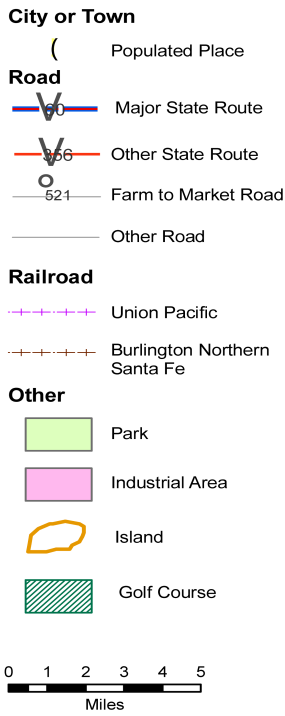 City or Town
( Populated Place
Road
V
90 Major State Route
V
356 Other State Route
521 Farm to Market Road
Other Road
Railroad
Union Pacific
Burlington Northern
Santa Fe
Other
Park
Industrial Area
Island
Golf Course
0 1 2 3 4 5
Miles